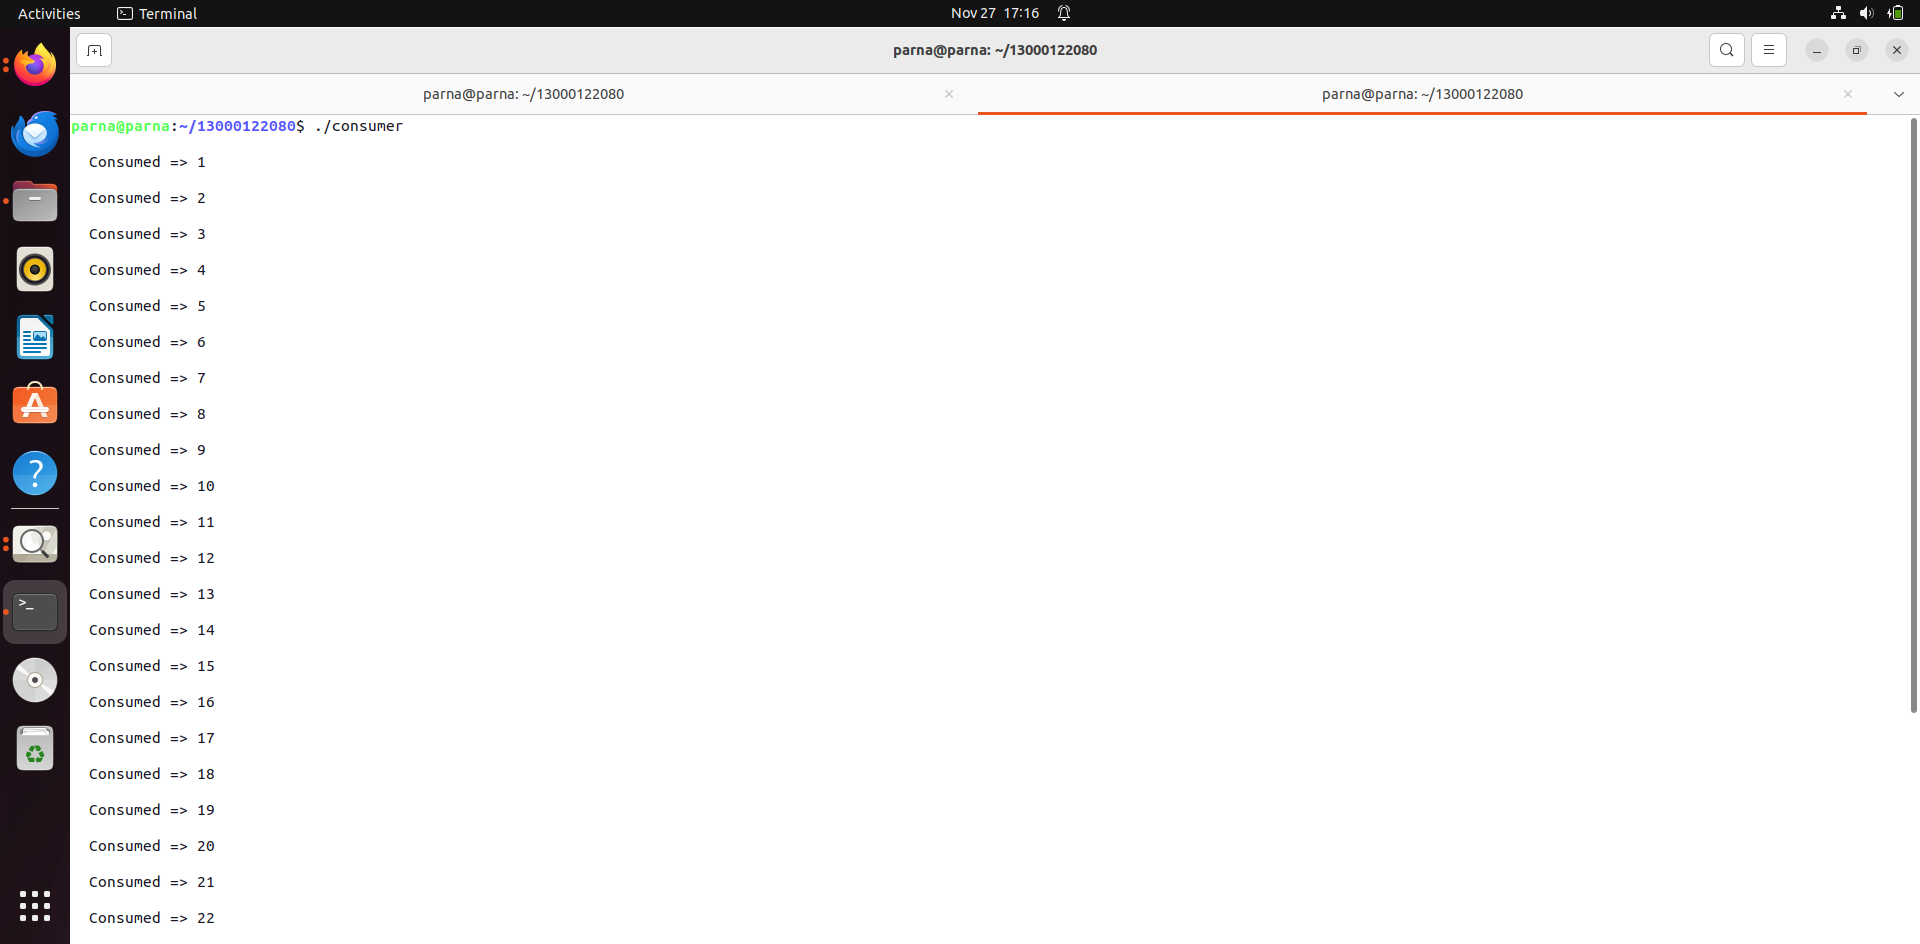 Activities Terminal Nov 27 17:16
parna@parna: ~/13000122080
parna@parna: ~/13000122080 parna@parna: ~/13000122080
parna@parna:~/13000122080$ ./consumer
Consumed => 1
Consumed => 2
Consumed => 3
Consumed => 4
Consumed => 5
Consumed => 6
Consumed => 7
Consumed => 8
Consumed => 9
Consumed => 10
Consumed => 11
Consumed => 12
Consumed => 13
Consumed => 14
Consumed => 15
Consumed => 16
Consumed => 17
Consumed => 18
Consumed => 19
Consumed => 20
Consumed => 21
Consumed => 22